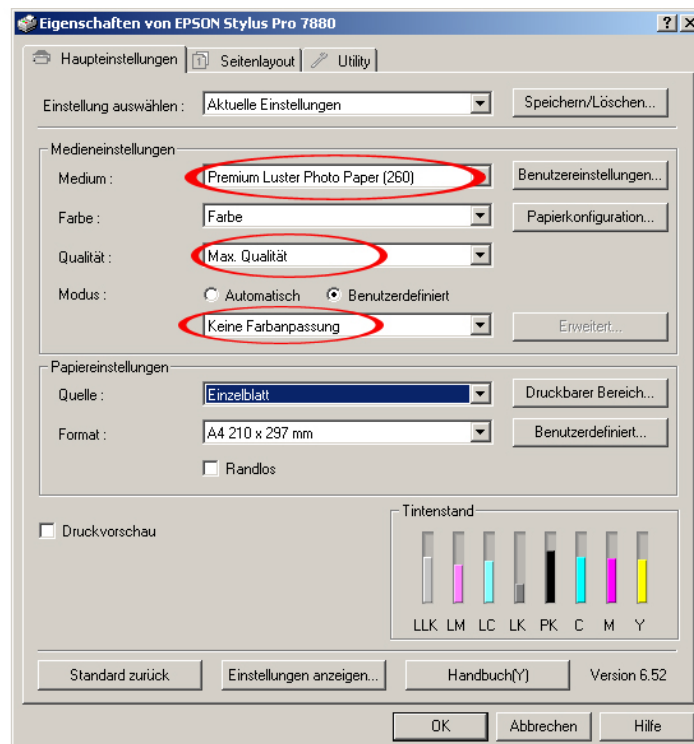 Eigenschaften von EPSON Stylus Pro 7880
Haupteinstellungen Seitenlayout Utility
Einstellung auswählen : Aktuelle Einstellungen Speichern/Löschen...
Medieneinstellungen
Medium : Premium Luster Photo Paper (260) Benutzereinstellungen...
Farbe : Farbe Papierkonfiguration...
Qualität : Max. Qualität
Modus : Automatisch Benutzerdefiniert
Keine Farbanpassung Erweitert...
Papiereinstellungen
Quelle : Einzelblatt Druckbarer Bereich...
Format : A4 210 x 297 mm Benutzerdefiniert...
Randlos
Tintenstand
Druckvorschau
LLK LM LC LK PK C M Y
Standard zurück Einstellungen anzeigen... Handbuch(Y) Version 6.52
OK Abbrechen Hilfe